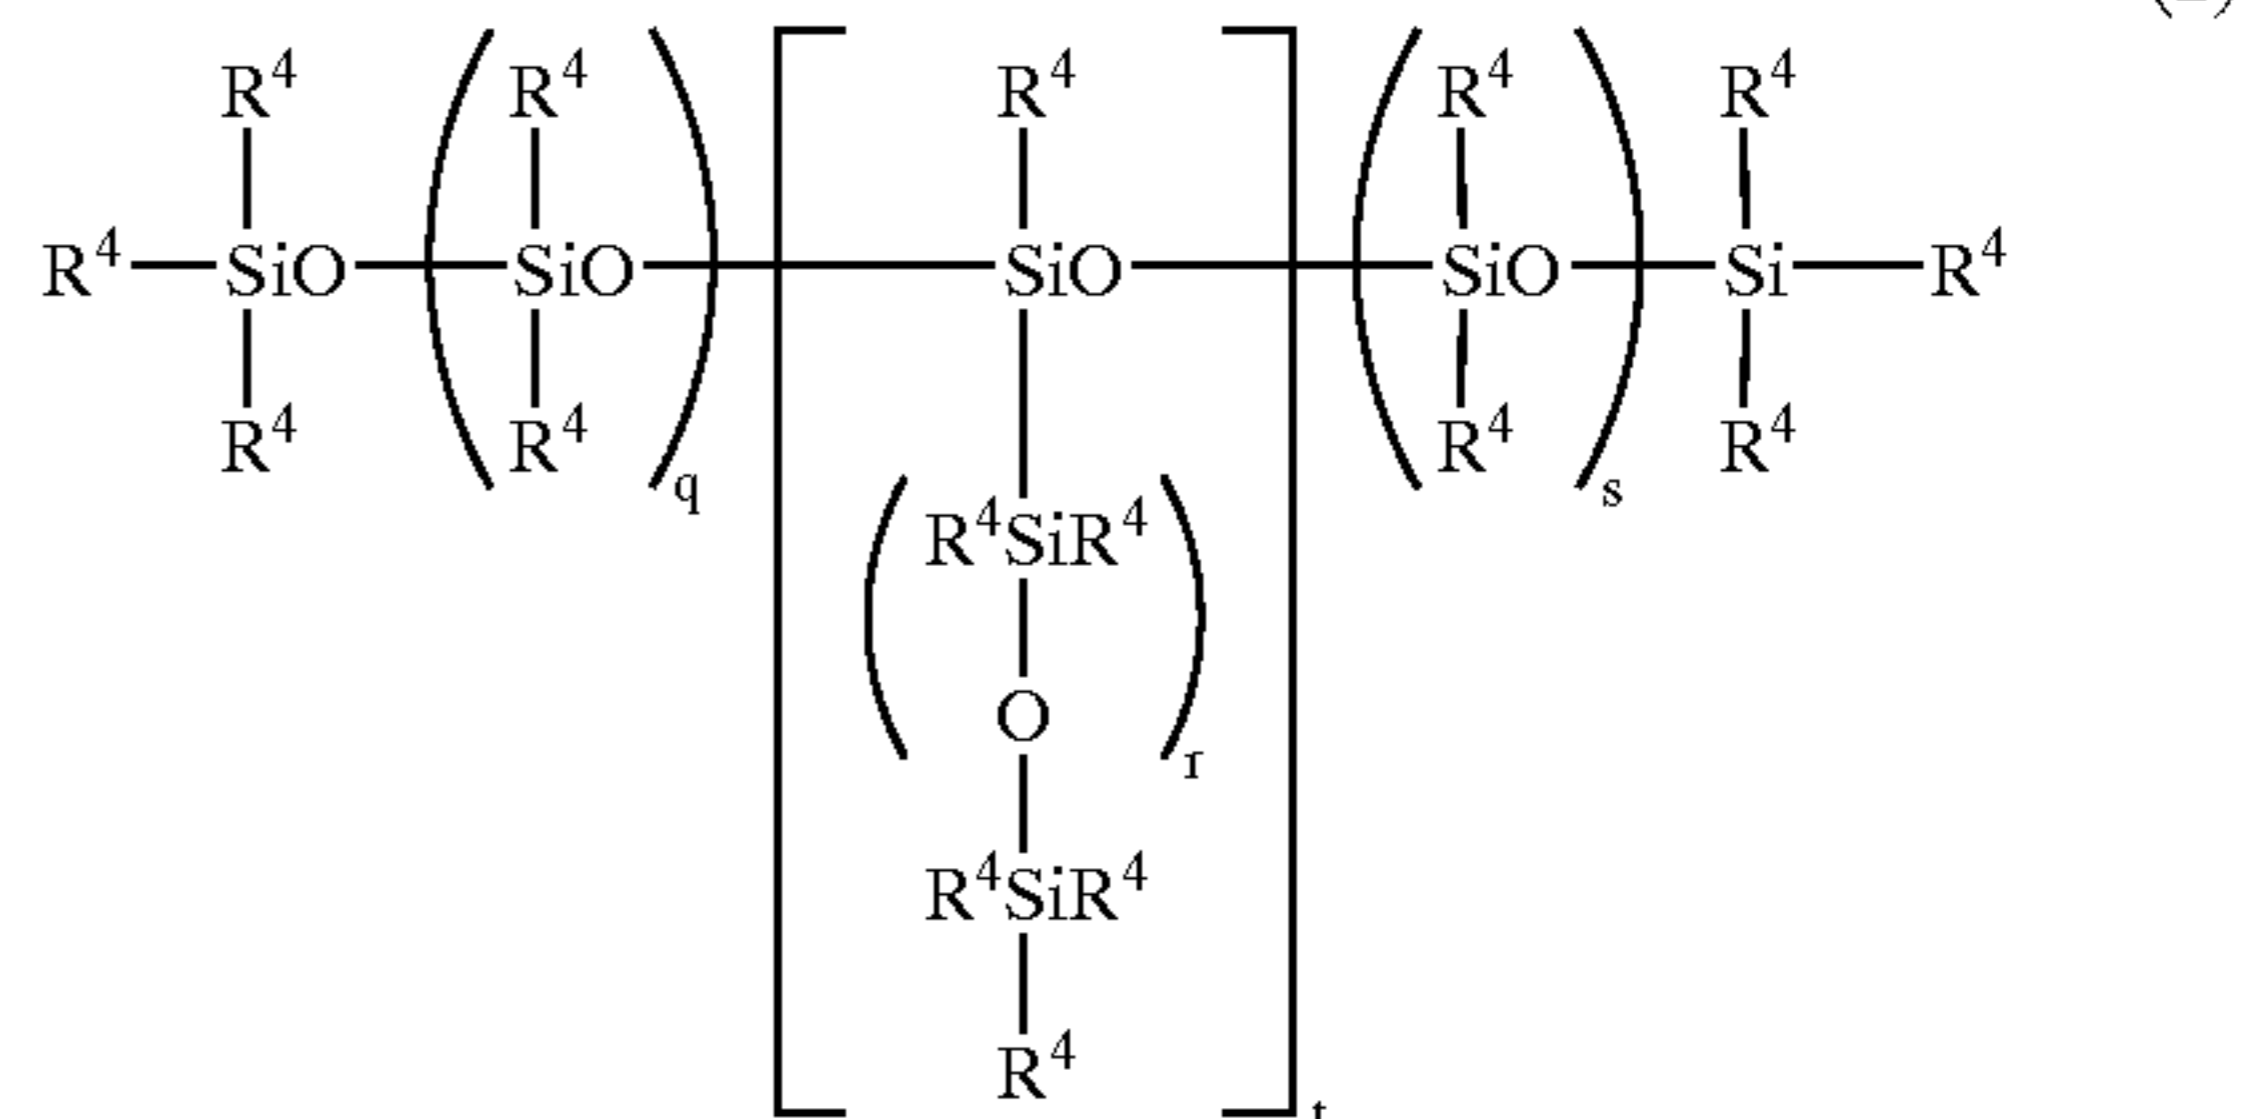 R⁴ R⁴ R⁴ R⁴ R⁴
R⁴ SiO SiO SiO SiO Si R⁴
R⁴ R⁴ R⁴ R⁴
q s
R⁴SiR⁴
O
r
R⁴SiR⁴
R⁴
t